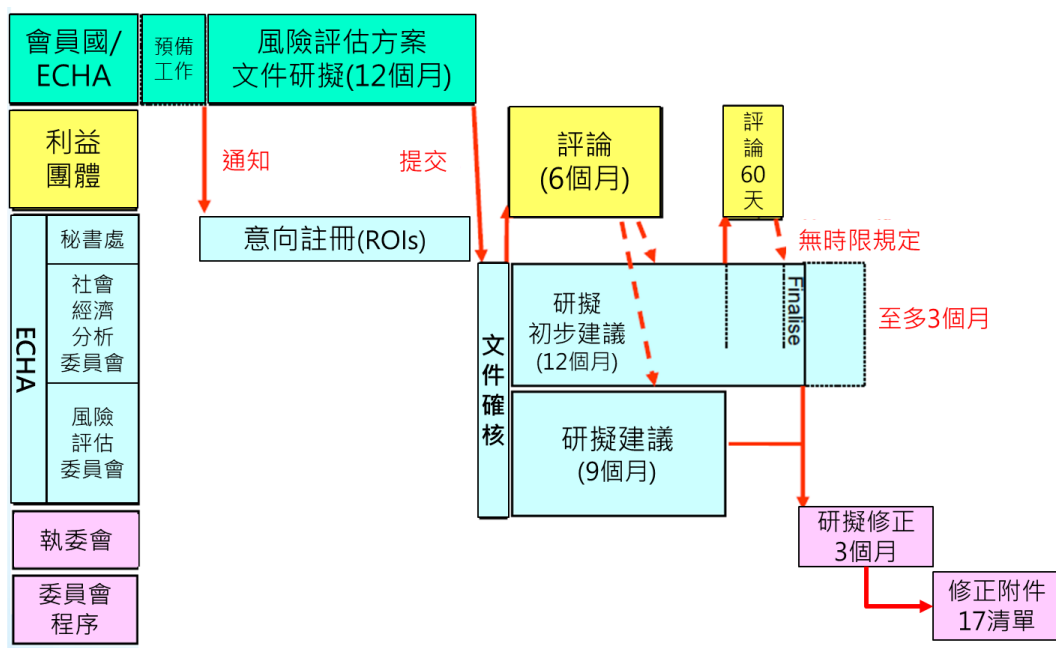 會員國/
ECHA
預備
工作
風險評估方案
文件研擬(12個月)
利益
團體
通知
提交
評論
(6個月)
評
論
60
天
ECHA
秘書處
意向註冊(ROIs)
無時限規定
社會
經濟
分析
委員會
文
件
確
核
研擬
初步建議
(12個月)
Finalise
至多3個月
風險
評估
委員會
研擬建議
(9個月)
執委會
研擬修正
3個月
委員會
程序
修正附件
17清單